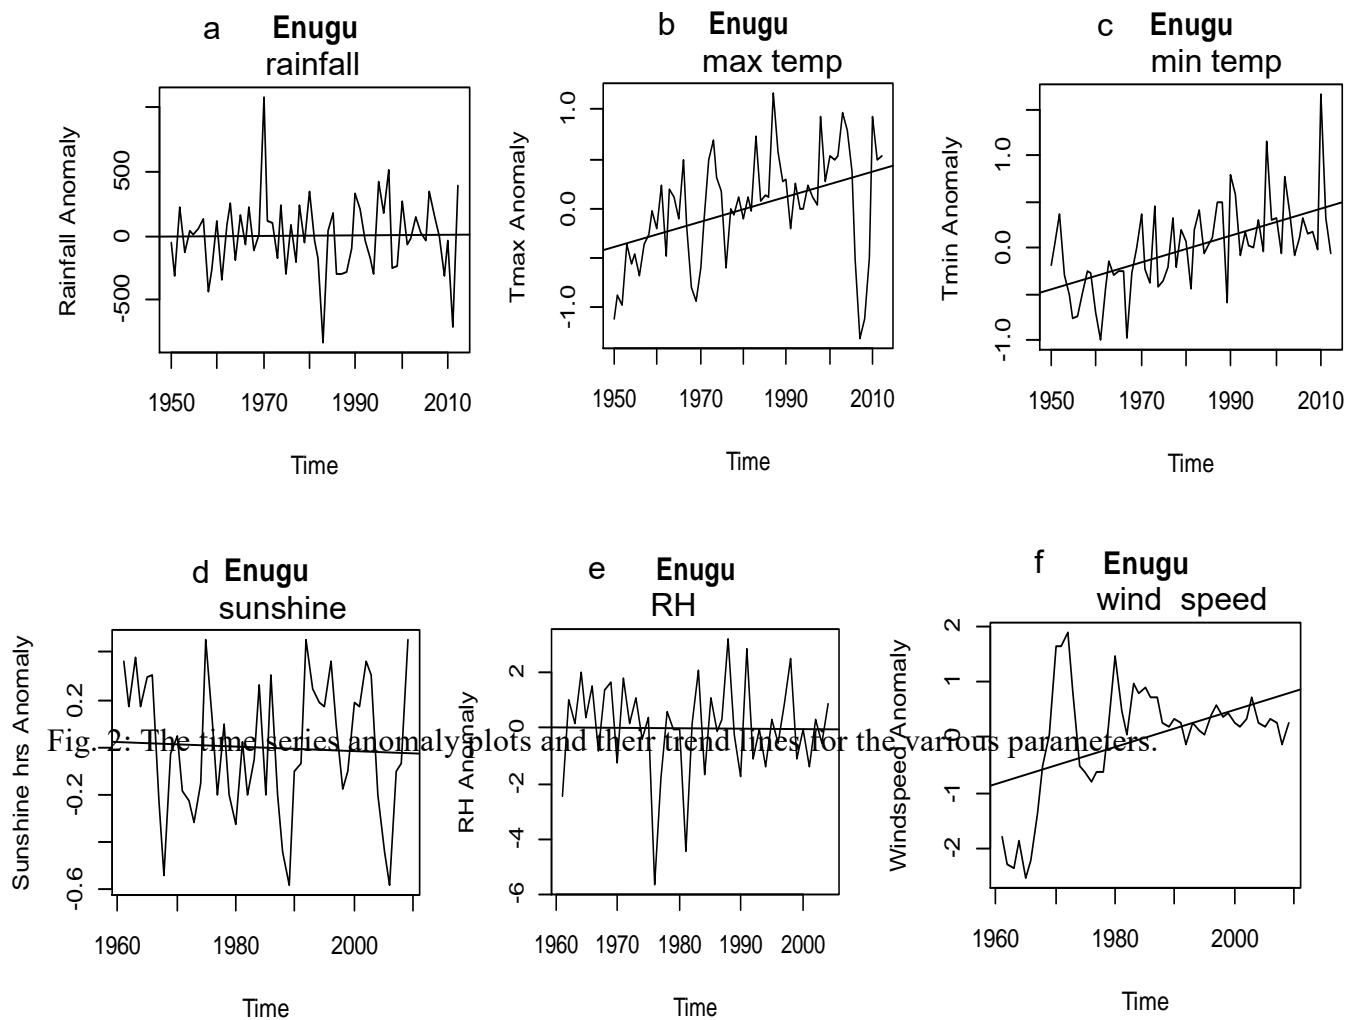 a Enugu
rainfall
Rainfall Anomaly
500
0
-500
1950 1970 1990 2010
Time
b Enugu
max temp
Tmax Anomaly
1.0
0.0
-1.0
1950 1970 1990 2010
Time
c Enugu
min temp
Tmin Anomaly
1.0
0.0
-1.0
1950 1970 1990 2010
Time
d Enugu
sunshine
Sunshine hrs Anomaly
0.2
-0.2
-0.6
1960 1980 2000
Time
e Enugu
RH
RH Anomaly
2
0
-2
-4
-6
1960 1970 1980 1990 2000
Time
f Enugu
wind speed
Windspeed Anomaly
2
1
0
-1
-2
1960 1980 2000
Time
Fig. 2: The time series anomaly plots and their trend lines for the various parameters.